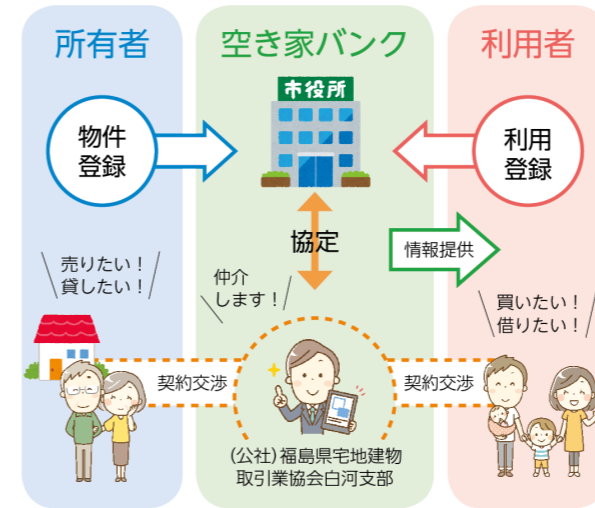 所有者
空き家バンク
利用者
市役所
物件
登録
利用
登録
協定
情報提供
売りたい！
貸したい！
仲介
します！
買いたい！
借りたい！
契約交渉
契約交渉
(公社)福島県宅地建物
取引業協会白河支部